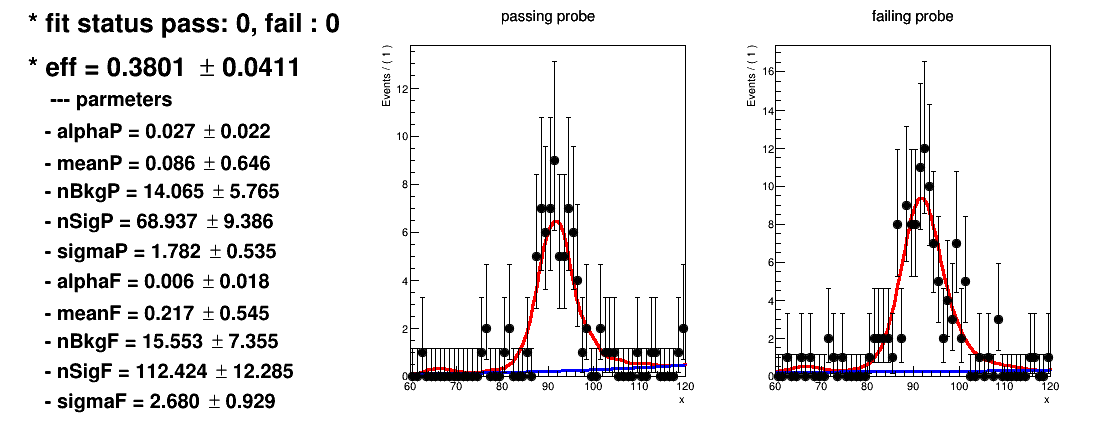 * fit status pass: 0, fail : 0
* eff = 0.3801 ± 0.0411
--- parmeters
- alphaP = 0.027 ± 0.022
- meanP = 0.086 ± 0.646
- nBkgP = 14.065 ± 5.765
- nSigP = 68.937 ± 9.386
- sigmaP = 1.782 ± 0.535
- alphaF = 0.006 ± 0.018
- meanF = 0.217 ± 0.545
- nBkgF = 15.553 ± 7.355
- nSigF = 112.424 ± 12.285
- sigmaF = 2.680 ± 0.929
passing probe
Events / ( 1 )
12
10
8
6
4
2
0
60 70 80 90 100 110 120
x
failing probe
Events / ( 1 )
16
14
12
10
8
6
4
2
0
60 70 80 90 100 110 120
x